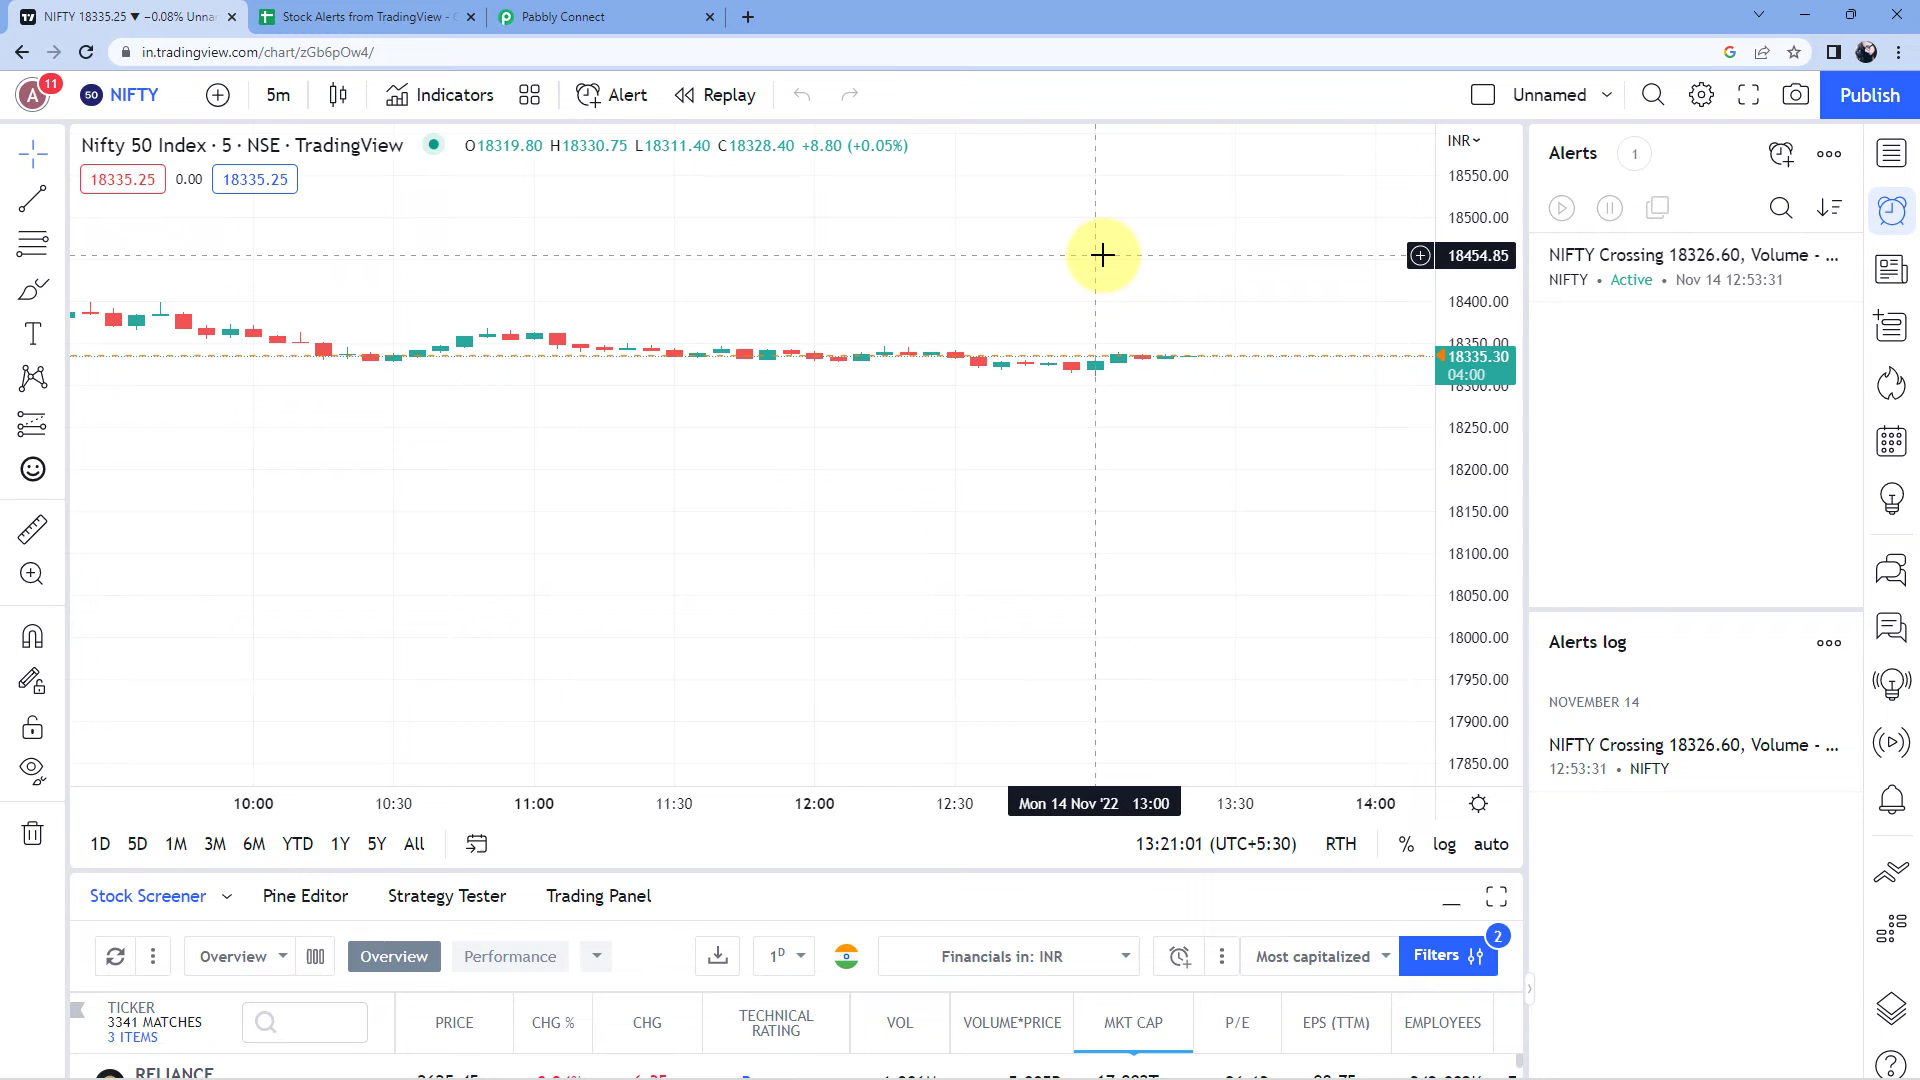 NIFTY 18335.25 ▼ −0.08% Unna
Stock Alerts from TradingView -
Pabbly Connect
in.tradingview.com/chart/zGb6pOw4/
A
11
50 NIFTY
5m
Indicators
Alert
Replay
Unnamed
Publish
Nifty 50 Index · 5 · NSE · TradingView
O18319.80 H18330.75 L18311.40 C18328.40 +8.80 (+0.05%)
18335.25
0.00
18335.25
INR
18550.00
18500.00
18454.85
18400.00
18350.00
18335.30
04:00
18300.00
18250.00
18200.00
18150.00
18100.00
18050.00
18000.00
17950.00
17900.00
17850.00
10:00
10:30
11:00
11:30
12:00
12:30
Mon 14 Nov '22 13:00
13:30
14:00
1D
5D
1M
3M
6M
YTD
1Y
5Y
All
13:21:01 (UTC+5:30)
RTH
%
log
auto
Alerts
1
NIFTY Crossing 18326.60, Volume - ...
NIFTY • Active • Nov 14 12:53:31
Alerts log
NOVEMBER 14
NIFTY Crossing 18326.60, Volume - ...
12:53:31 • NIFTY
Stock Screener
Pine Editor
Strategy Tester
Trading Panel
Overview
Overview
Performance
1D
Financials in: INR
Most capitalized
Filters
2
TICKER
3341 MATCHES
3 ITEMS
PRICE
CHG %
CHG
TECHNICAL
RATING
VOL
VOLUME*PRICE
MKT CAP
P/E
EPS (TTM)
EMPLOYEES
RELIANCE